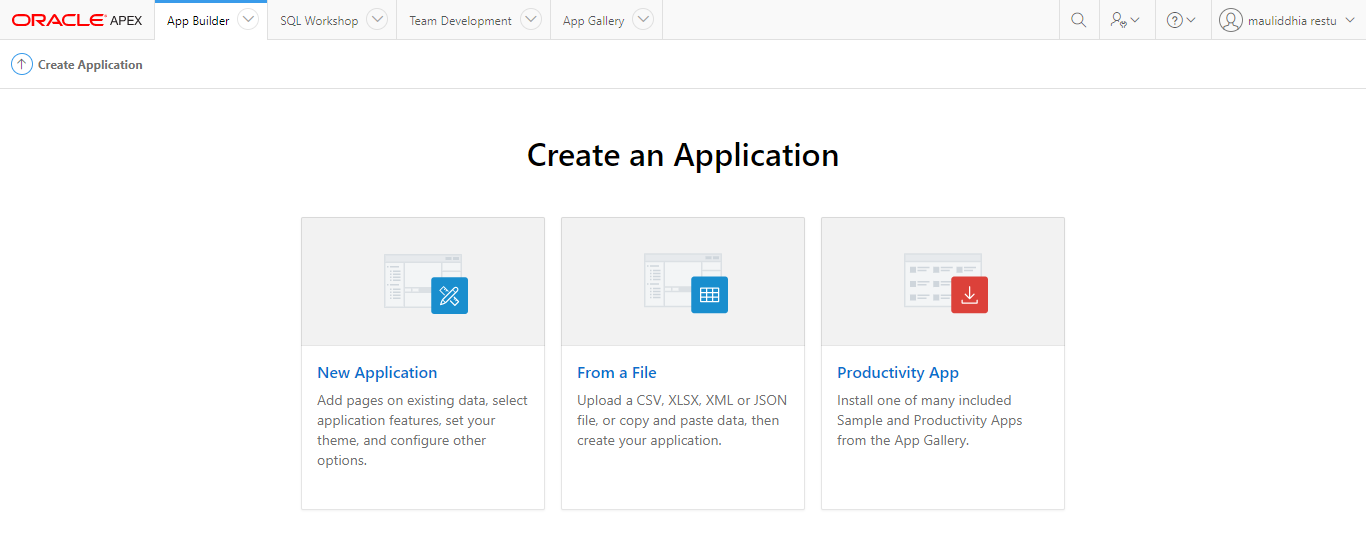 ORACLE APEX App Builder SQL Workshop Team Development App Gallery mauliddhia restu
Create Application
Create an Application
New Application
Add pages on existing data, select
application features, set your
theme, and configure other
options.
From a File
Upload a CSV, XLSX, XML or JSON
file, or copy and paste data, then
create your application.
Productivity App
Install one of many included
Sample and Productivity Apps
from the App Gallery.